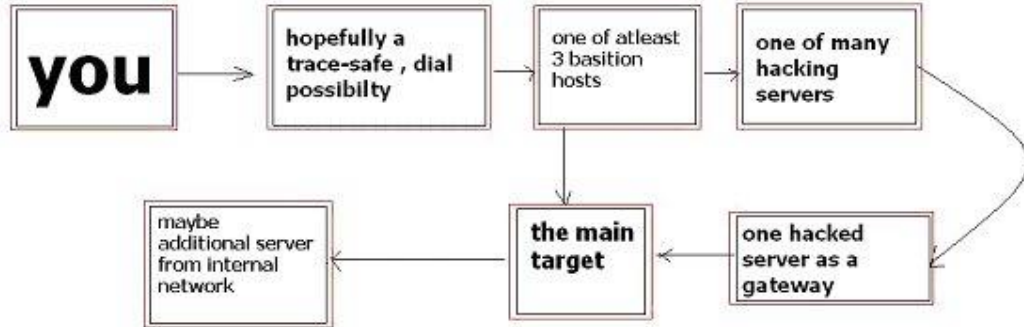 you
hopefully a
trace-safe , dial
possibilty
one of atleast
3 basition
hosts
one of many
hacking
servers
one hacked
server as a
gateway
the main
target
maybe
additional server
from internal
network